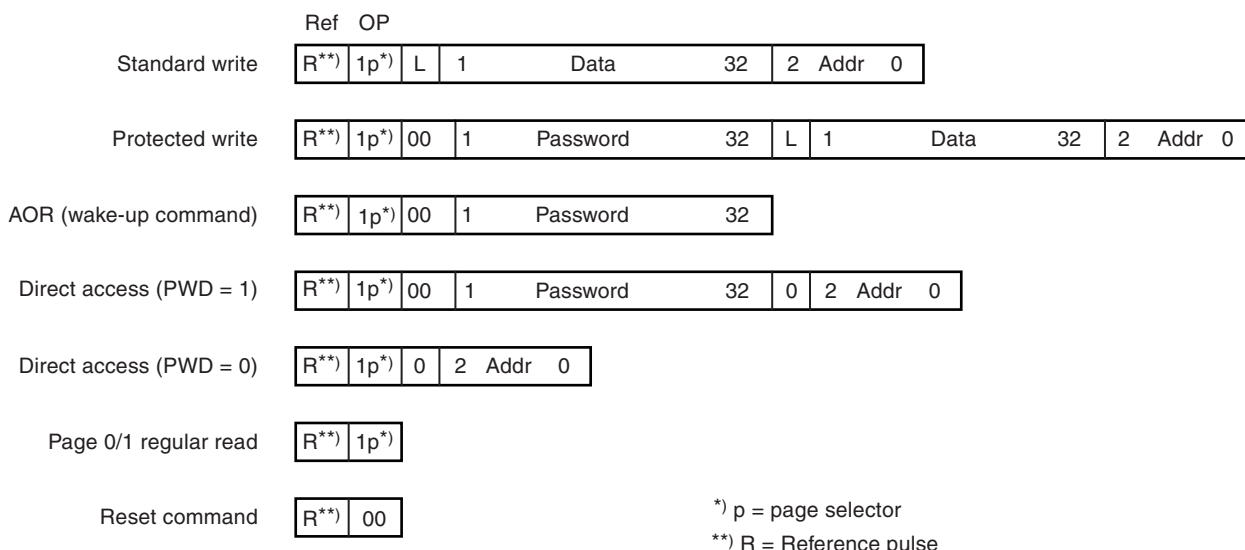 Ref OP
Standard write R**) 1p*) L 1 Data 32 2 Addr 0
Protected write R**) 1p*) 00 1 Password 32 L 1 Data 32 2 Addr 0
AOR (wake-up command) R**) 1p*) 00 1 Password 32
Direct access (PWD = 1) R**) 1p*) 00 1 Password 32 0 2 Addr 0
Direct access (PWD = 0) R**) 1p*) 0 2 Addr 0
Page 0/1 regular read R**) 1p*)
Reset command R**) 00
*) p = page selector
**) R = Reference pulse